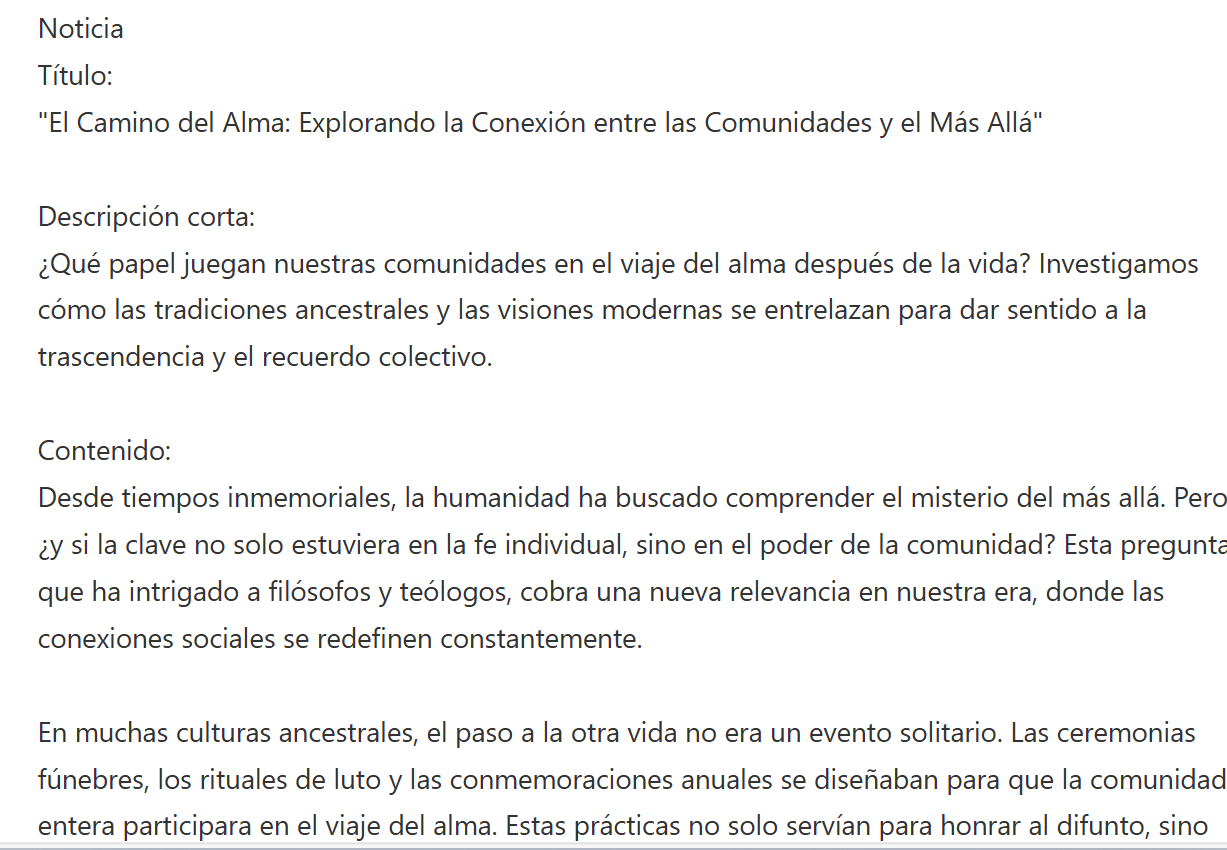 Noticia
Título:
"El Camino del Alma: Explorando la Conexión entre las Comunidades y el Más Allá"
Descripción corta:
¿Qué papel juegan nuestras comunidades en el viaje del alma después de la vida? Investigamos
cómo las tradiciones ancestrales y las visiones modernas se entrelazan para dar sentido a la
trascendencia y el recuerdo colectivo.
Contenido:
Desde tiempos inmemoriales, la humanidad ha buscado comprender el misterio del más allá. Pero
¿y si la clave no solo estuviera en la fe individual, sino en el poder de la comunidad? Esta pregunta
que ha intrigado a filósofos y teólogos, cobra una nueva relevancia en nuestra era, donde las
conexiones sociales se redefinen constantemente.
En muchas culturas ancestrales, el paso a la otra vida no era un evento solitario. Las ceremonias
fúnebres, los rituales de luto y las conmemoraciones anuales se diseñaban para que la comunidad
entera participara en el viaje del alma. Estas prácticas no solo servían para honrar al difunto, sino